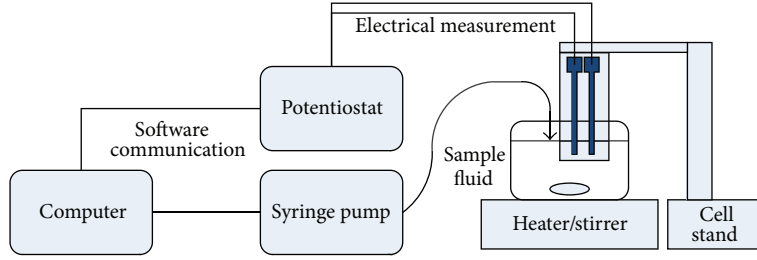 Electrical measurement
Potentiostat
Software
communication
Sample
fluid
Computer
Syringe pump
Heater/stirrer
Cell
stand